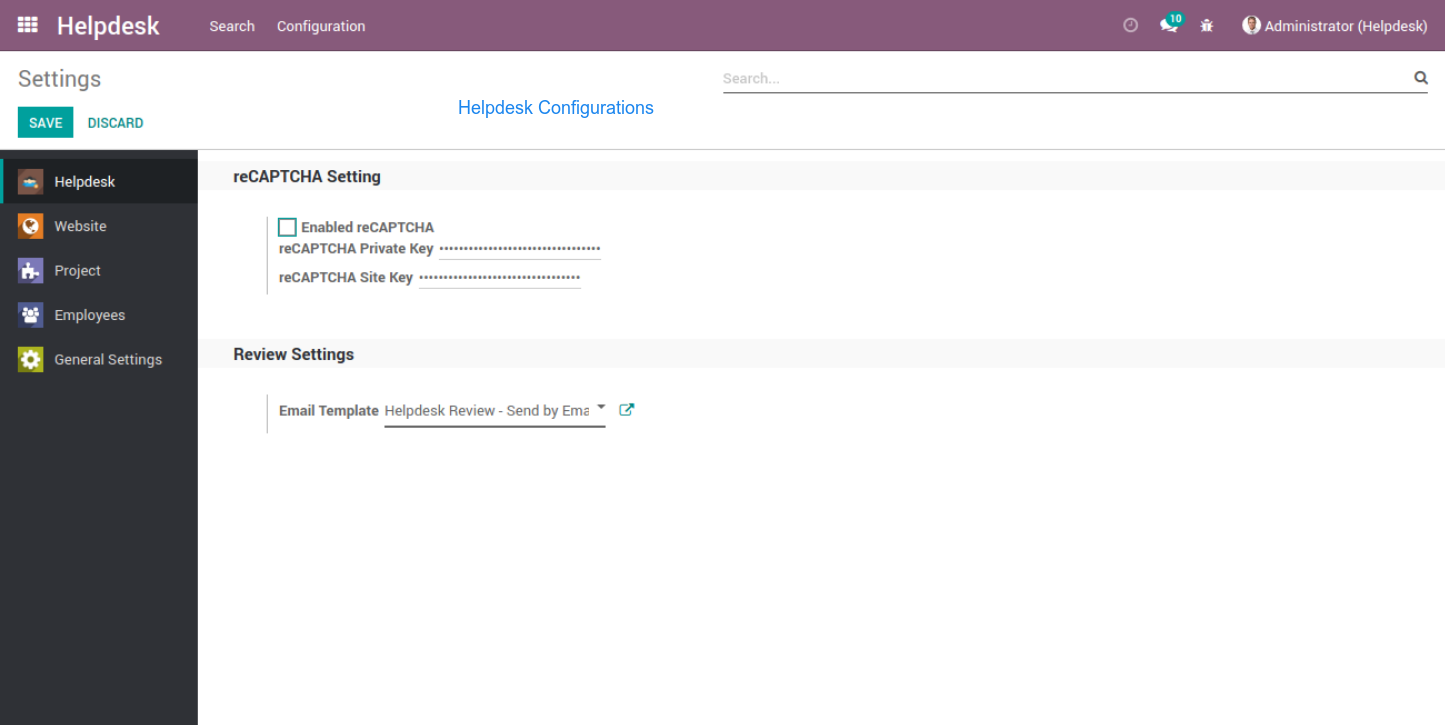 Helpdesk Search Configuration 10 Administrator (Helpdesk)
Settings Search...
Helpdesk Configurations
SAVE DISCARD
Helpdesk
Website
Project
Employees
General Settings
reCAPTCHA Setting
Enabled reCAPTCHA
reCAPTCHA Private Key •••••••••••••••••••••••••••••••••
reCAPTCHA Site Key •••••••••••••••••••••••••••••••••
Review Settings
Email Template Helpdesk Review - Send by Ema